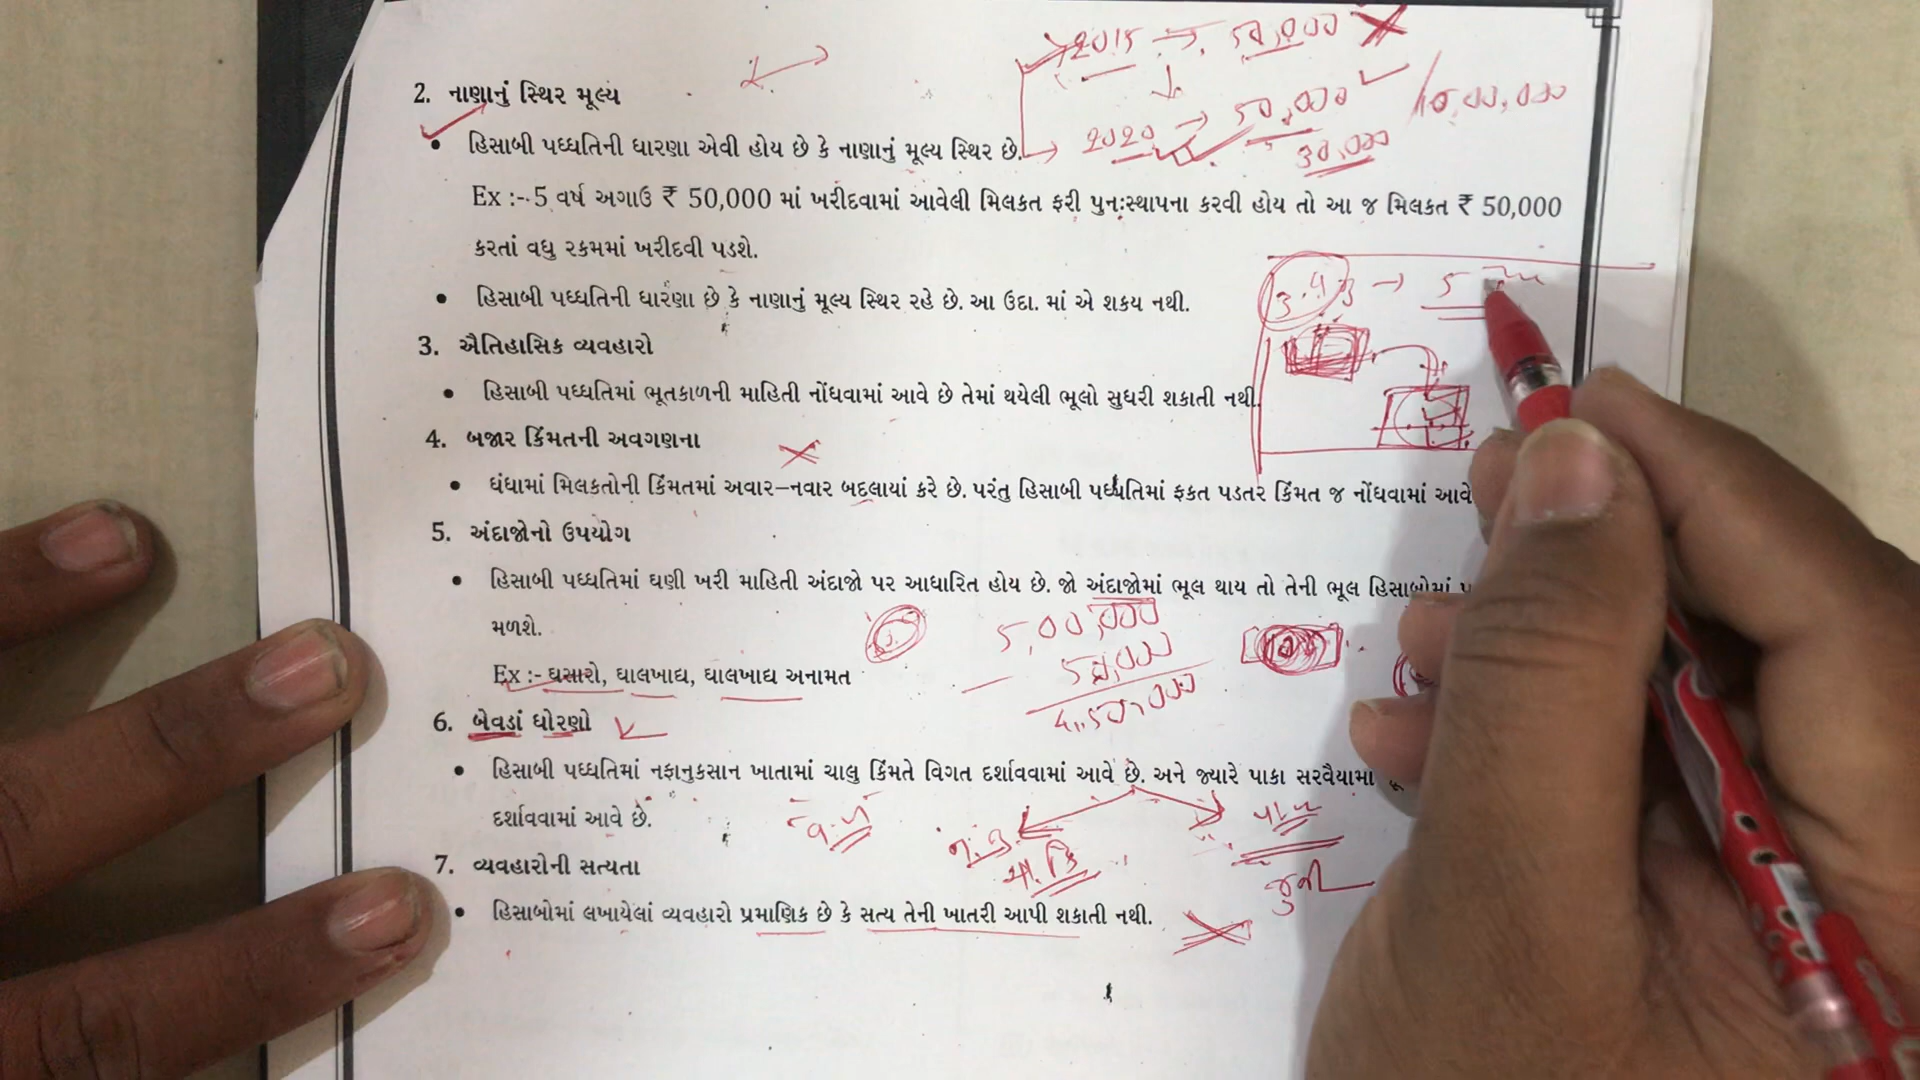 2015 → 50,000
2. નાણાનું સ્થિર મૂલ્ય
2020 → 50,000
10,00,000
30,000
• હિસાબી પધ્ધતિની ધારણા એવી હોય છે કે નાણાનું મૂલ્ય સ્થિર છે.
Ex :- 5 વર્ષ અગાઉ ₹ 50,000 માં ખરીદવામાં આવેલી મિલકત ફરી પુનઃસ્થાપના કરવી હોય તો આ જ મિલકત ₹ 50,000
કરતાં વધુ રકમમાં ખરીદવી પડશે.
• હિસાબી પધ્ધતિની ધારણા છે કે નાણાનું મૂલ્ય સ્થિર રહે છે. આ ઉદા. માં એ શકય નથી.
3. ઐતિહાસિક વ્યવહારો
• હિસાબી પધ્ધતિમાં ભૂતકાળની માહિતી નોંધવામાં આવે છે તેમાં થયેલી ભૂલો સુધરી શકાતી નથી.
4. બજાર કિંમતની અવગણના
• ધંધામાં મિલકતોની કિંમતમાં અવાર–નવાર બદલાયાં કરે છે. પરંતુ હિસાબી પધ્ધતિમાં ફકત પડતર કિંમત જ નોંધવામાં આવે
5. અંદાજોનો ઉપયોગ
• હિસાબી પધ્ધતિમાં ઘણી ખરી માહિતી અંદાજો પર આધારિત હોય છે. જો અંદાજોમાં ભૂલ થાય તો તેની ભૂલ હિસાબોમાં
મળશે.
5,00,000
50,000
4,50,000
Ex :- ઘસારો, ઘાલખાદ્ય, ઘાલખાદ્ય અનામત
6. બેવડાં ધોરણો
• હિસાબી પધ્ધતિમાં નફાનુકસાન ખાતામાં ચાલુ કિંમતે વિગત દર્શાવવામાં આવે છે. અને જ્યારે પાકા સરવૈયામાં
દર્શાવવામાં આવે છે.
7. વ્યવહારોની સત્યતા
• હિસાબોમાં લખાયેલાં વ્યવહારો પ્રમાણિક છે કે સત્ય તેની ખાતરી આપી શકાતી નથી.